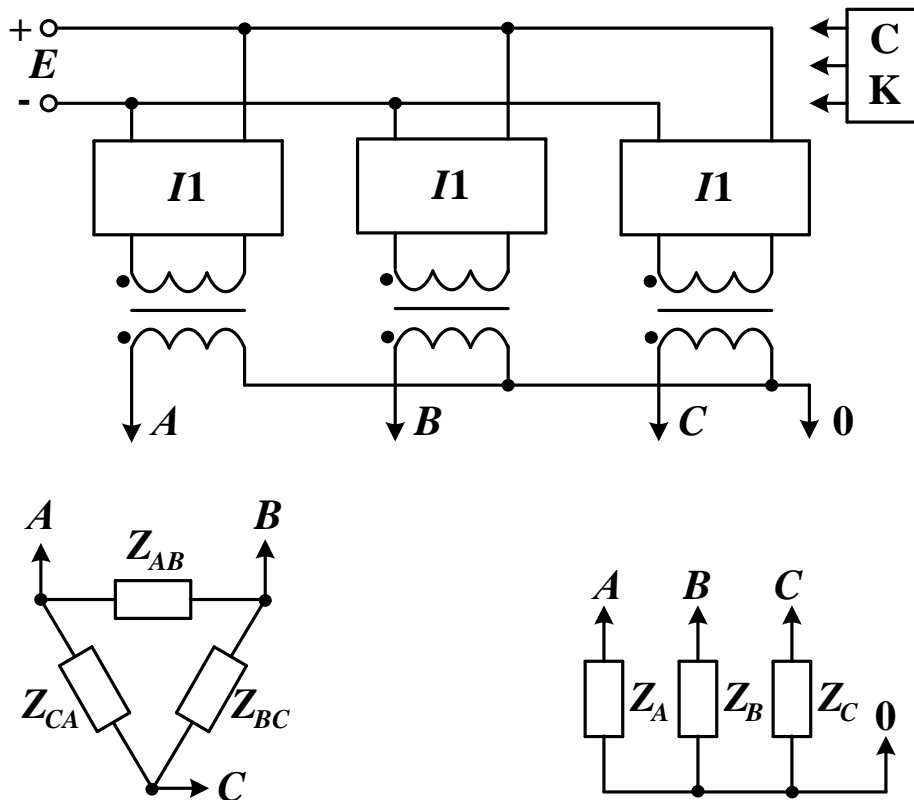 +
E
-
C
K
I1 I1 I1
A B C 0
A B
Z_AB
Z_CA Z_BC
C
A B C
Z_A Z_B Z_C 0